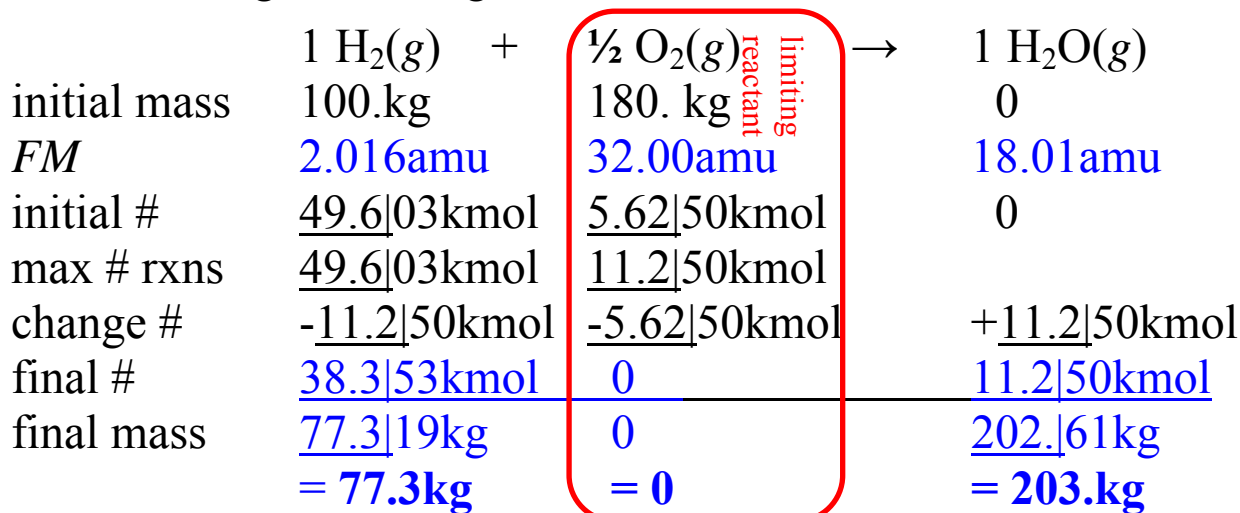 1 H₂(g) + ½ O₂(g) → 1 H₂O(g)
limiting
reactant
initial mass 100.kg 180. kg 0
FM 2.016amu 32.00amu 18.01amu
initial # 49.6|03kmol 5.62|50kmol 0
max # rxns 49.6|03kmol 11.2|50kmol
change # -11.2|50kmol -5.62|50kmol +11.2|50kmol
final # 38.3|53kmol 0 11.2|50kmol
final mass 77.3|19kg 0 202.|61kg
= 77.3kg = 0 = 203.kg